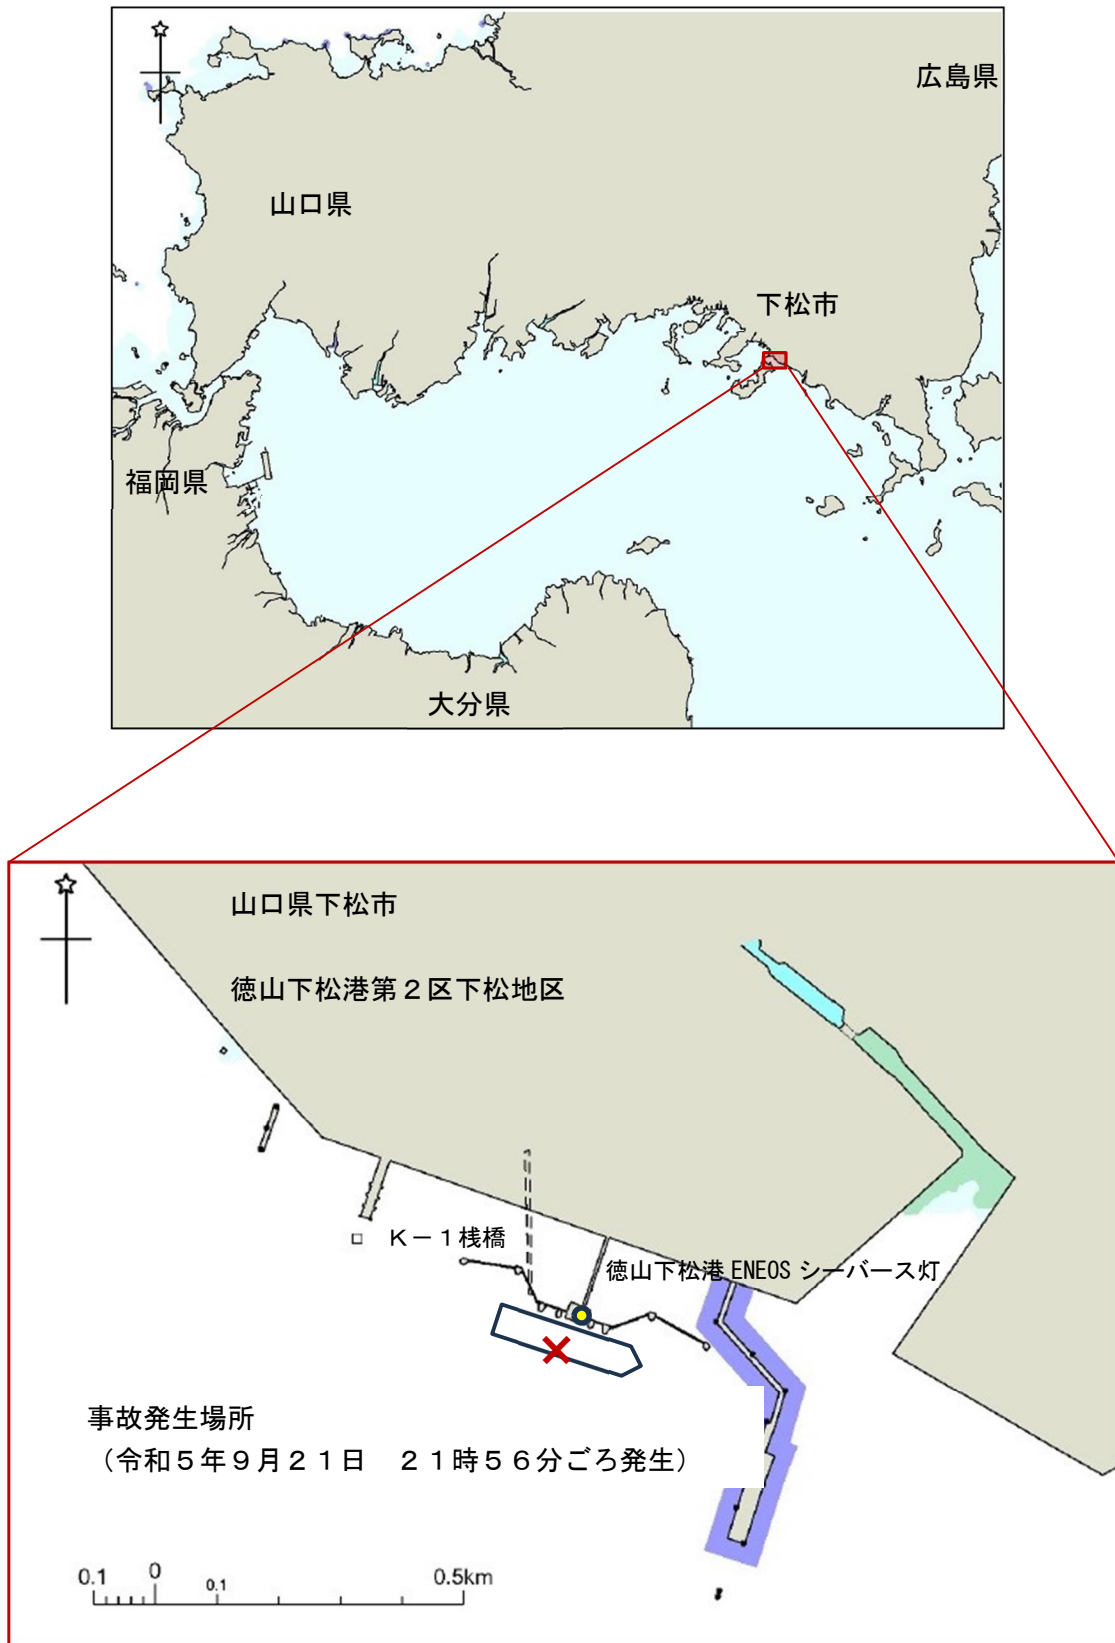 広島県
山口県
下松市
福岡県
大分県
山口県下松市
徳山下松港第２区下松地区
Ｋ－１桟橋
徳山下松港 ENEOS シーバース灯
事故発生場所
（令和５年９月２１日　２１時５６分ごろ発生）
0.1 0 0.1 0.5km